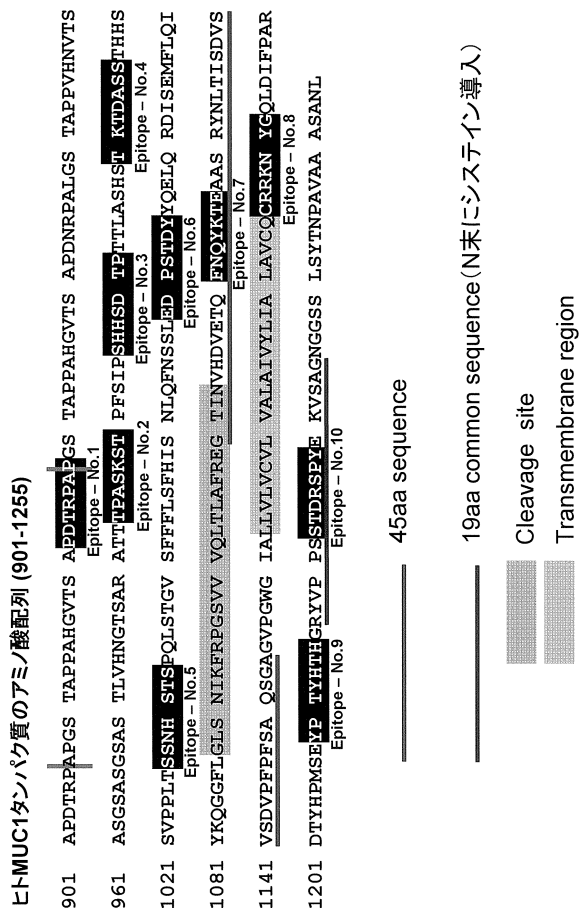 ヒトMUC1タンパク質のアミノ酸配列 (901-1255)
901 APDTRPAPGS TAPPAHGVTS APDTRPAPGS TAPPAHGVTS APDNRPALGS TAPPVHNVTS
Epitope – No.1
961 ASGSASGSAS TLVHNGTSAR ATTTPASKST PFSIPSHHSD TPTTLASHST KTDASSTHHS
Epitope – No.2 Epitope – No.3 Epitope – No.4
1021 SVPPLTSSNH STSPQLSTGV SFFFLSFHIS NLQFNSSLED PSTDYYQELQ RDISEMFLQI
Epitope – No.5 Epitope – No.6
1081 YKQGGFLGLS NIKFRPGSVV VQLTLAFREG TINVHDVETQ FNQYKTEAAS RYNLTISDVS
Epitope – No.7
1141 VSDVPFPFSA QSGAGVPGWG IALLVLVCVL VALAIVYLIA LAVCQCRRKN YGQLDIFPAR
Epitope – No.8
1201 DTYHPMSEYP TYHTHGRYVP PSSTDRSPYE KVSAGNGGSS LSYTNPAVAA ASANL
Epitope – No.9 Epitope – No.10
45aa sequence
19aa common sequence(N末にシステイン導入)
Cleavage site
Transmembrane region